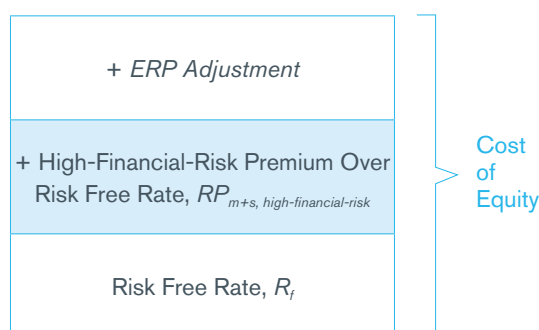 + ERP Adjustment
+ High-Financial-Risk Premium Over
Risk Free Rate, RPm+s, high-financial-risk
Risk Free Rate, Rf
Cost
of
Equity